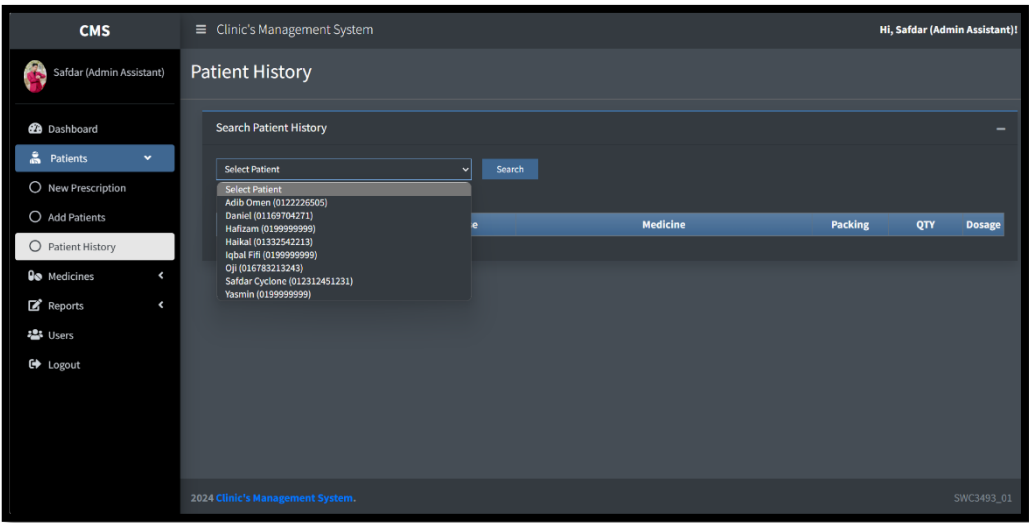 CMS
Clinic's Management System
Hi, Safdar (Admin Assistant)!
Safdar (Admin Assistant)
Patient History
Dashboard
Patients
New Prescription
Add Patients
Patient History
Medicines
Reports
Users
Logout
Search Patient History
Select Patient
Search
Select Patient
Adib Omen (0122226505)
Daniel (01169704271)
Hafizam (0199999999)
Haikal (01332542213)
Iqbal Fifi (0199999999)
Oji (016783213243)
Safdar Cyclone (012312451231)
Yasmin (0199999999)
Medicine Packing QTY Dosage
2024 Clinic's Management System.
SWC3493_01